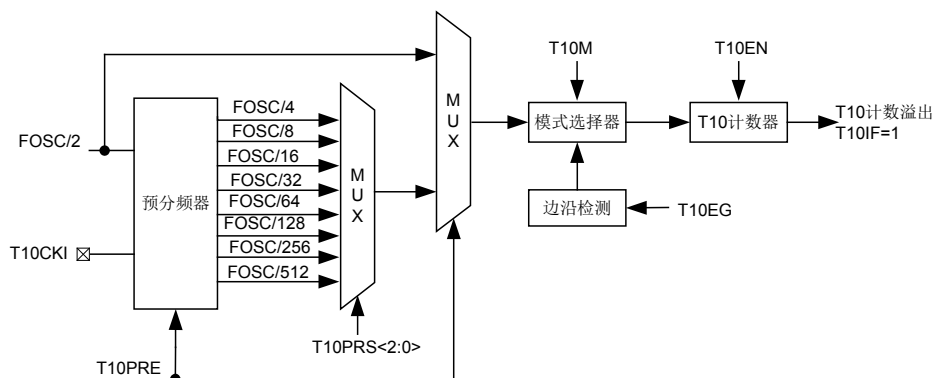 T10M
T10EN
FOSC/2
FOSC/4
FOSC/8
FOSC/16
FOSC/32
FOSC/64
FOSC/128
FOSC/256
FOSC/512
预分频器
MUX
MUX
模式选择器
T10计数器
T10计数溢出
T10IF=1
边沿检测
T10EG
T10CKI
T10PRS<2:0>
T10PRE